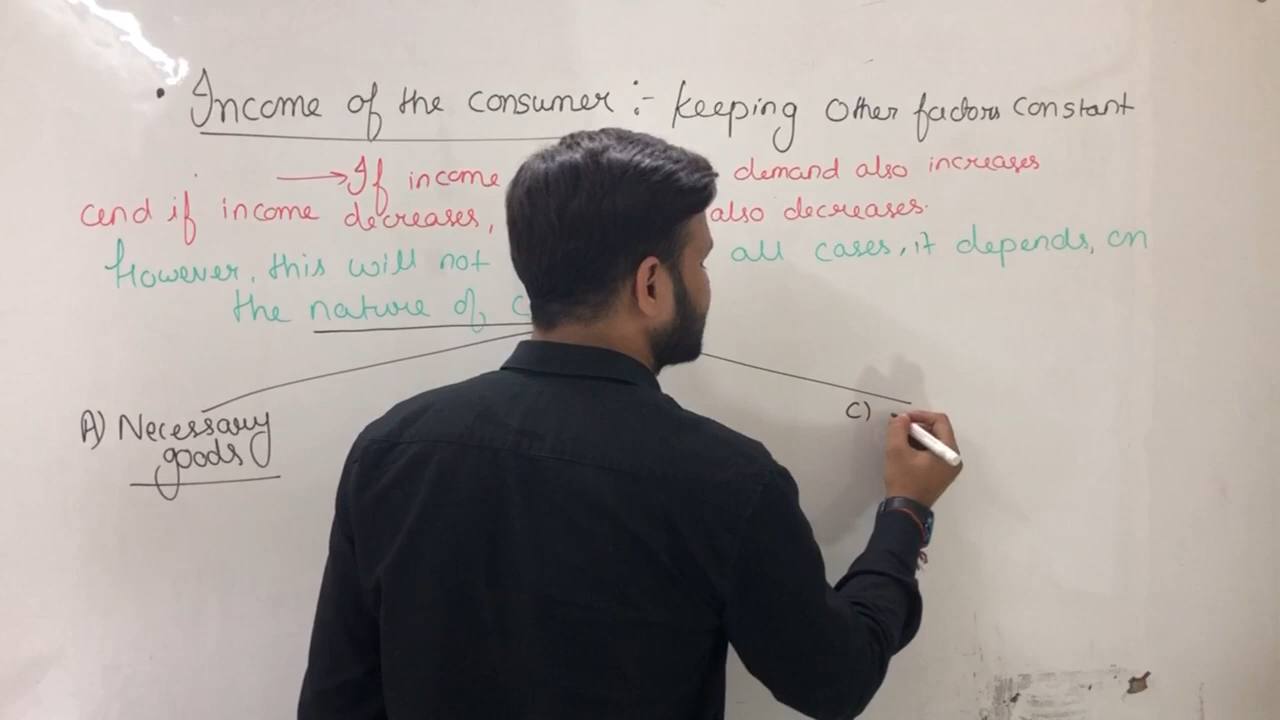 • Income of the consumer :- keeping other factors constant
→ If income demand also increases
and if income decreases, also decreases.
However, this will not all cases, it depends, on
the nature of
A) Necessary
goods
C)